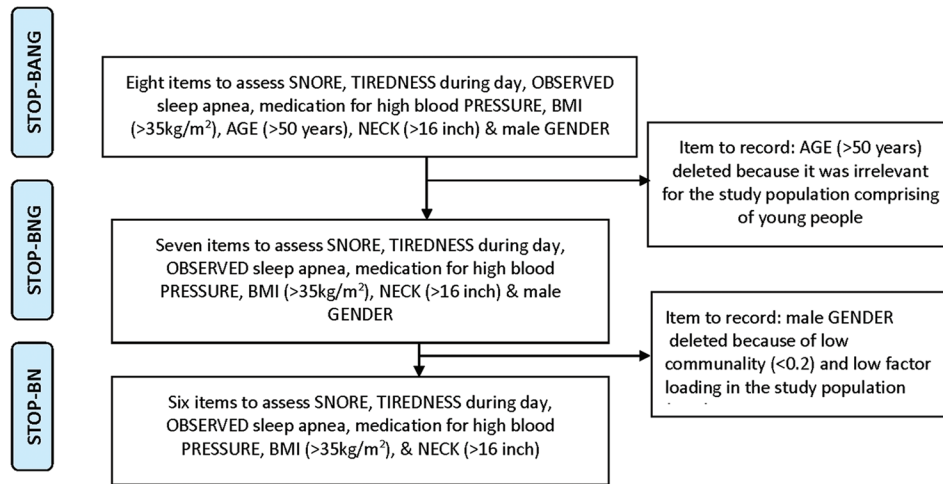 STOP-BANG
Eight items to assess SNORE, TIREDNESS during day, OBSERVED
sleep apnea, medication for high blood PRESSURE, BMI
(>35kg/m²), AGE (>50 years), NECK (>16 inch) & male GENDER
Item to record: AGE (>50 years)
deleted because it was irrelevant
for the study population comprising
of young people
STOP-BNG
Seven items to assess SNORE, TIREDNESS during day,
OBSERVED sleep apnea, medication for high blood
PRESSURE, BMI (>35kg/m²), NECK (>16 inch) & male
GENDER
Item to record: male GENDER
deleted because of low
communality (<0.2) and low factor
loading in the study population
STOP-BN
Six items to assess SNORE, TIREDNESS during day,
OBSERVED sleep apnea, medication for high blood
PRESSURE, BMI (>35kg/m²), & NECK (>16 inch)